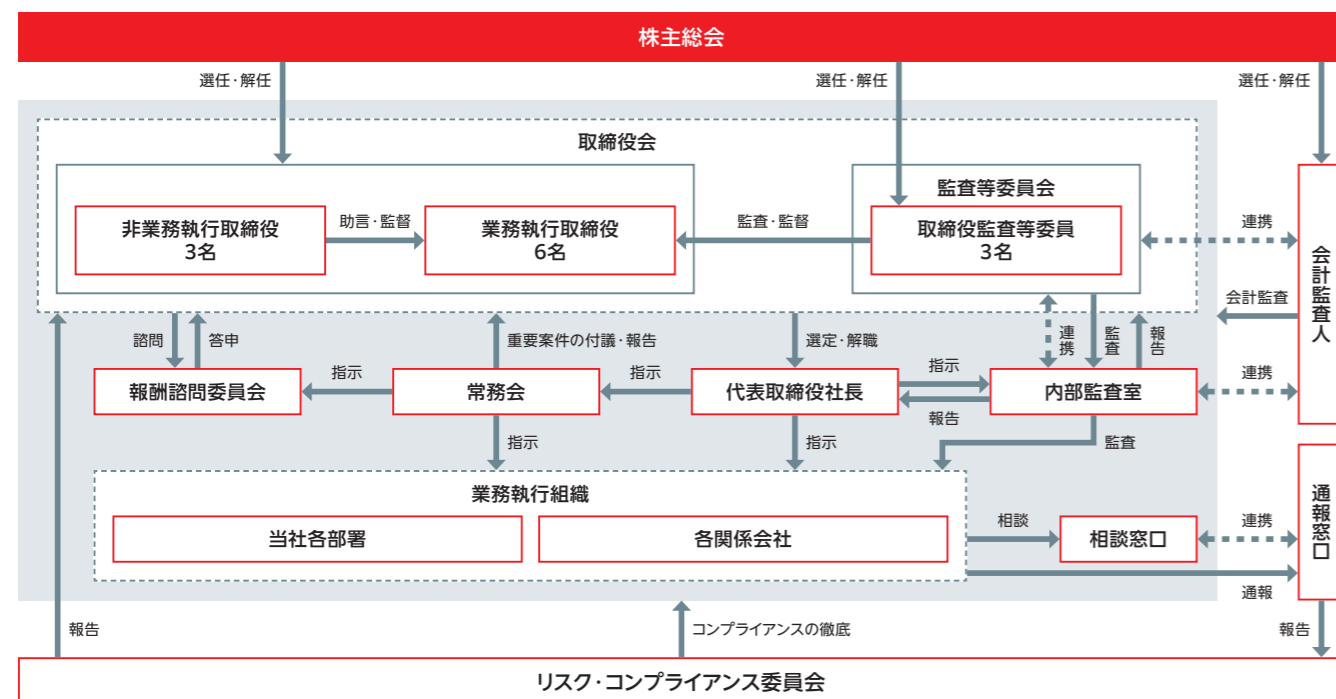 株主総会
選任・解任
選任・解任
選任・解任
取締役会
監査等委員会
非業務執行取締役
3名
助言・監督
業務執行取締役
6名
監査・監督
取締役監査等委員
3名
連携
会計監査人
会計監査
諮問
答申
重要案件の付議・報告
選定・解職
連携
監査
報告
報酬諮問委員会
指示
常務会
指示
代表取締役社長
指示
報告
内部監査室
連携
指示
指示
監査
業務執行組織
当社各部署
各関係会社
相談
相談窓口
連携
通報窓口
通報
報告
コンプライアンスの徹底
報告
リスク・コンプライアンス委員会